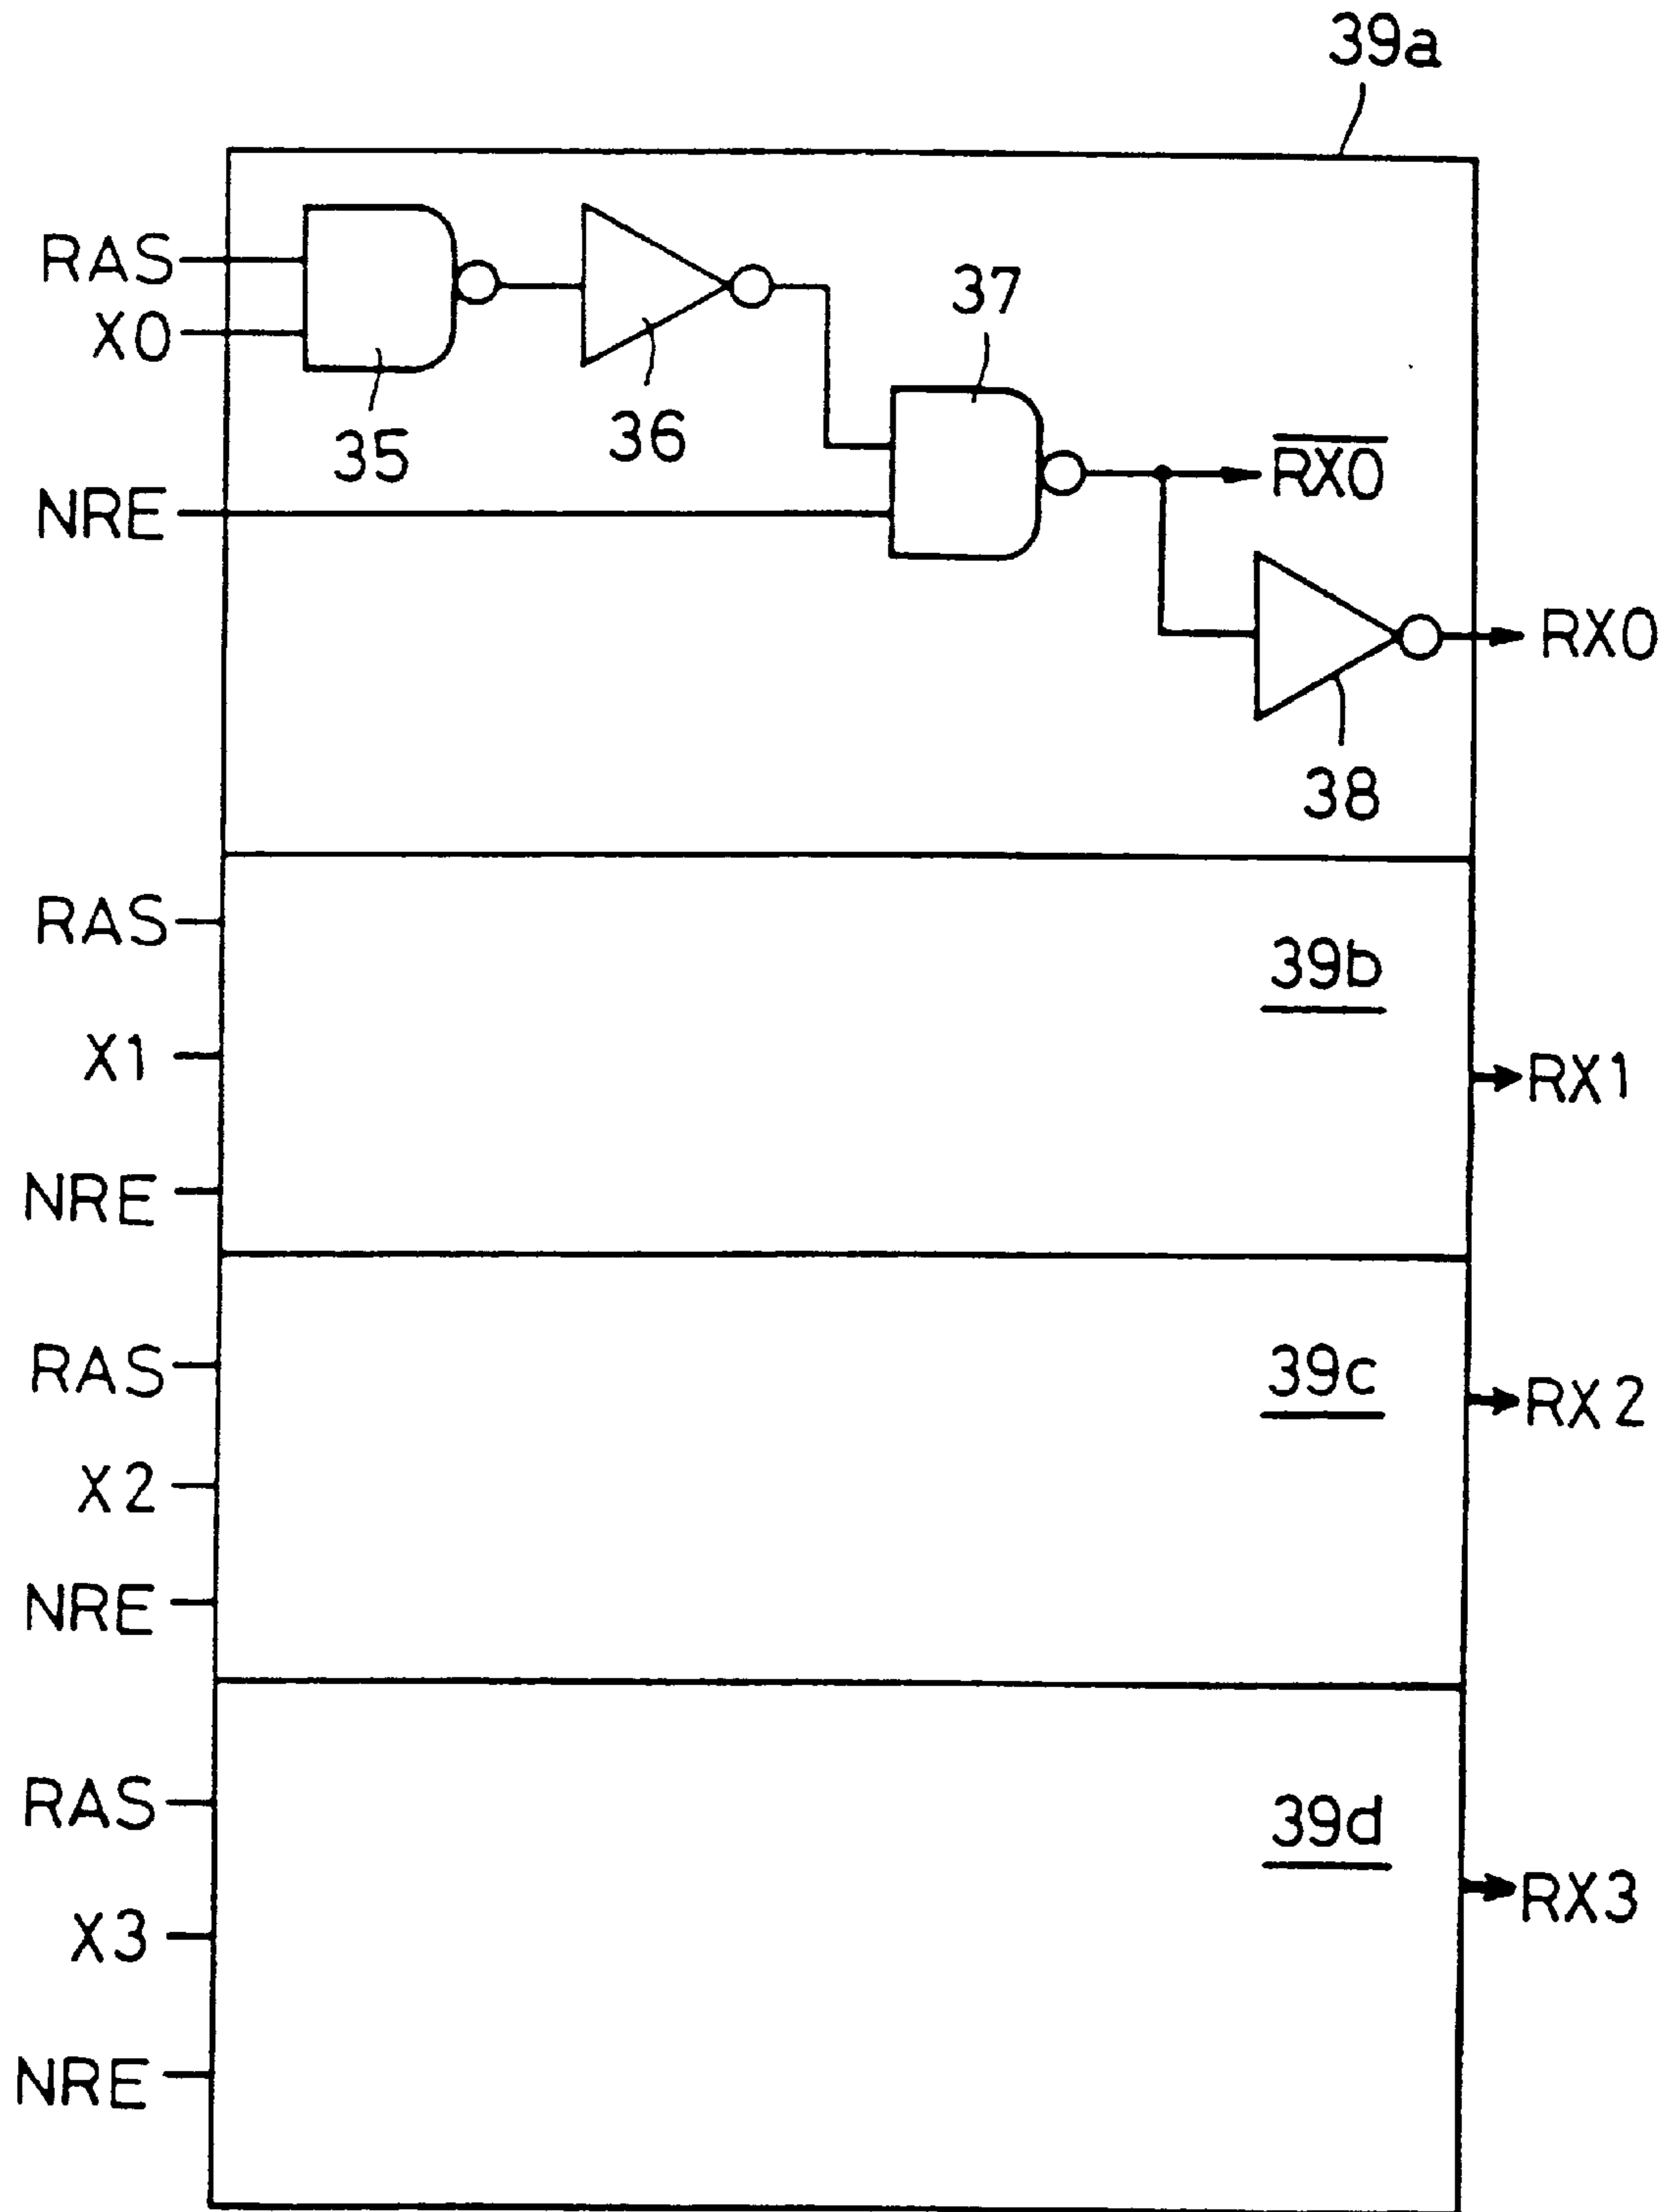 39a
RAS
X0
35
36
37
NRE
R̅X̅0̅
RX0
38
RAS
39b
X1
RX1
NRE
RAS
39c
RX2
X2
NRE
RAS
39d
RX3
X3
NRE